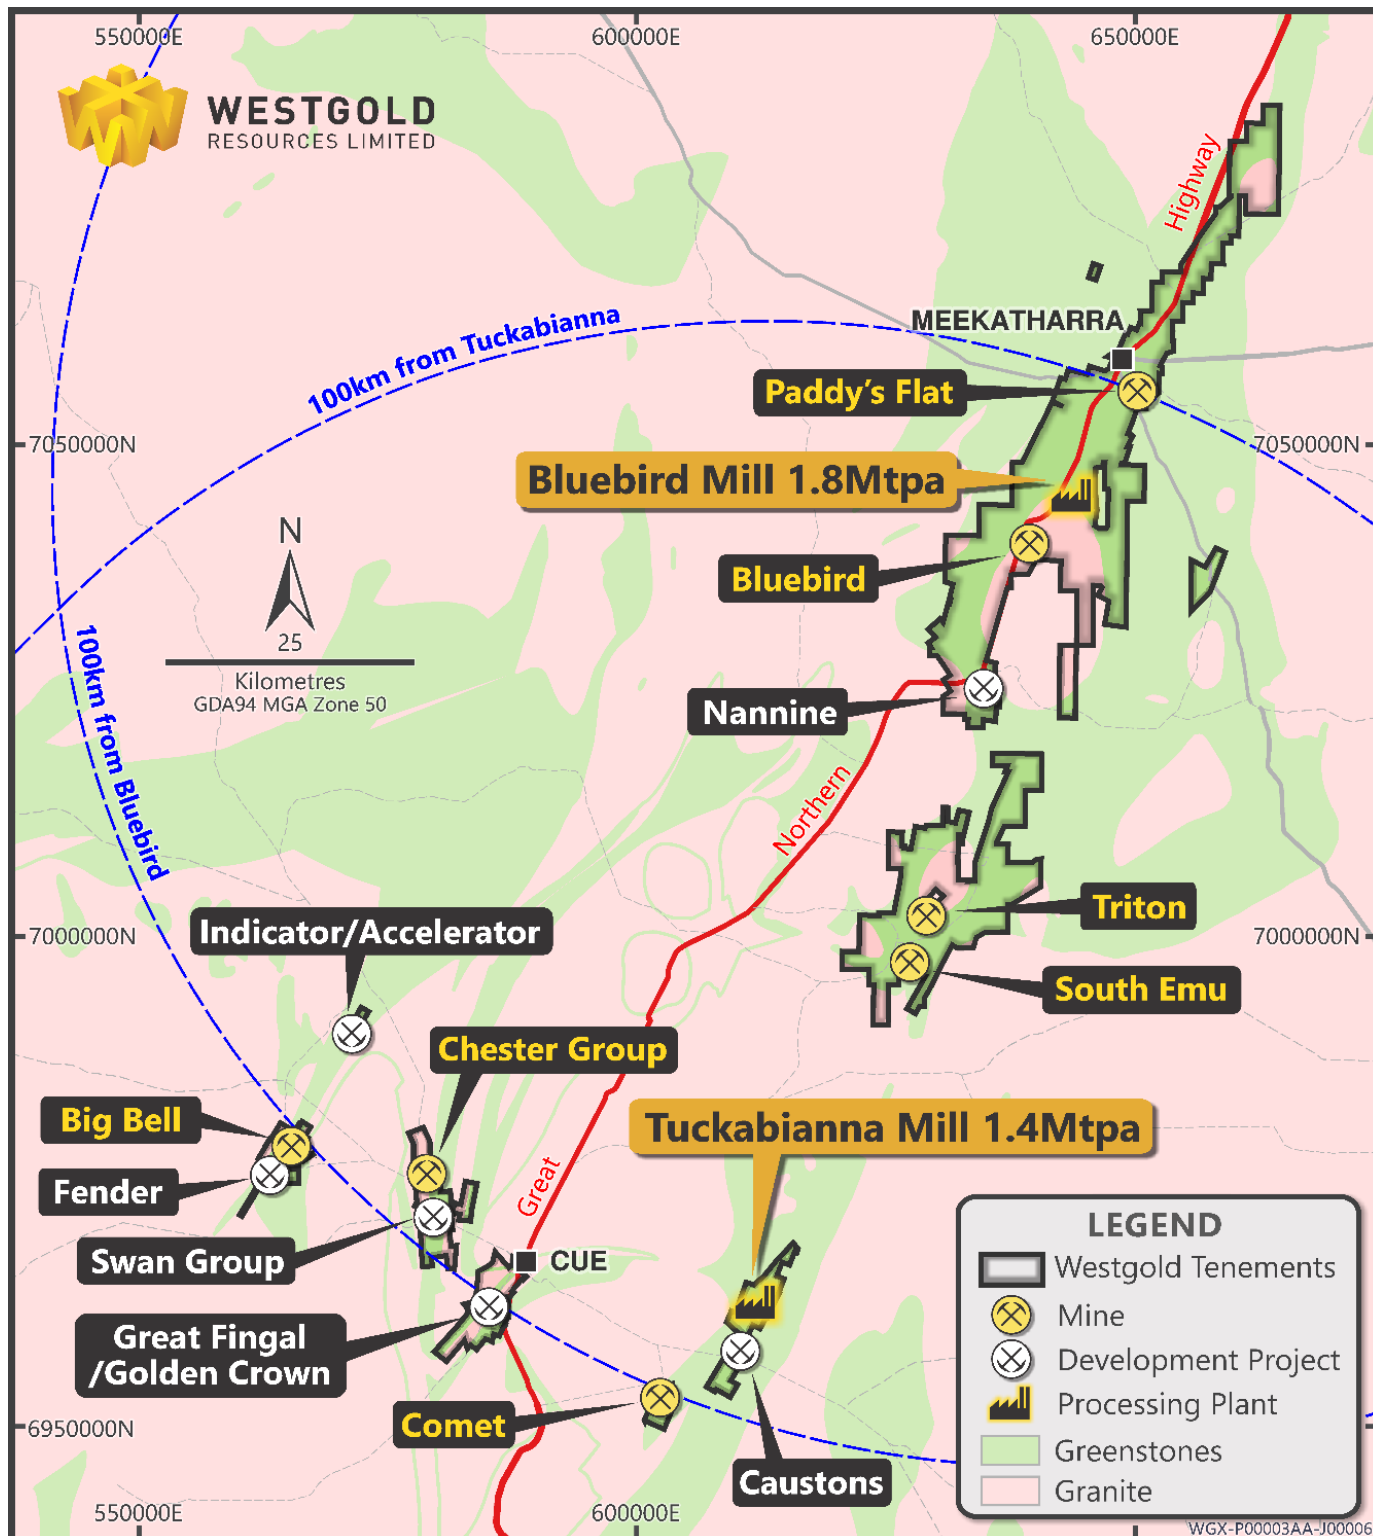 550000E
600000E
650000E
WESTGOLD
RESOURCES LIMITED
Highway
MEEKATHARRA
100km from Tuckabianna
Paddy's Flat
7050000N
7050000N
Bluebird Mill 1.8Mtpa
N
25
Kilometres
GDA94 MGA Zone 50
Bluebird
100km from Bluebird
Nannine
Northern
Triton
Indicator/Accelerator
7000000N
7000000N
South Emu
Chester Group
Big Bell
Tuckabianna Mill 1.4Mtpa
Fender
Great
Swan Group
CUE
Great Fingal
/Golden Crown
Comet
6950000N
Caustons
LEGEND
Westgold Tenements
Mine
Development Project
Processing Plant
Greenstones
Granite
550000E
600000E
WGX-P00003AA-J00006